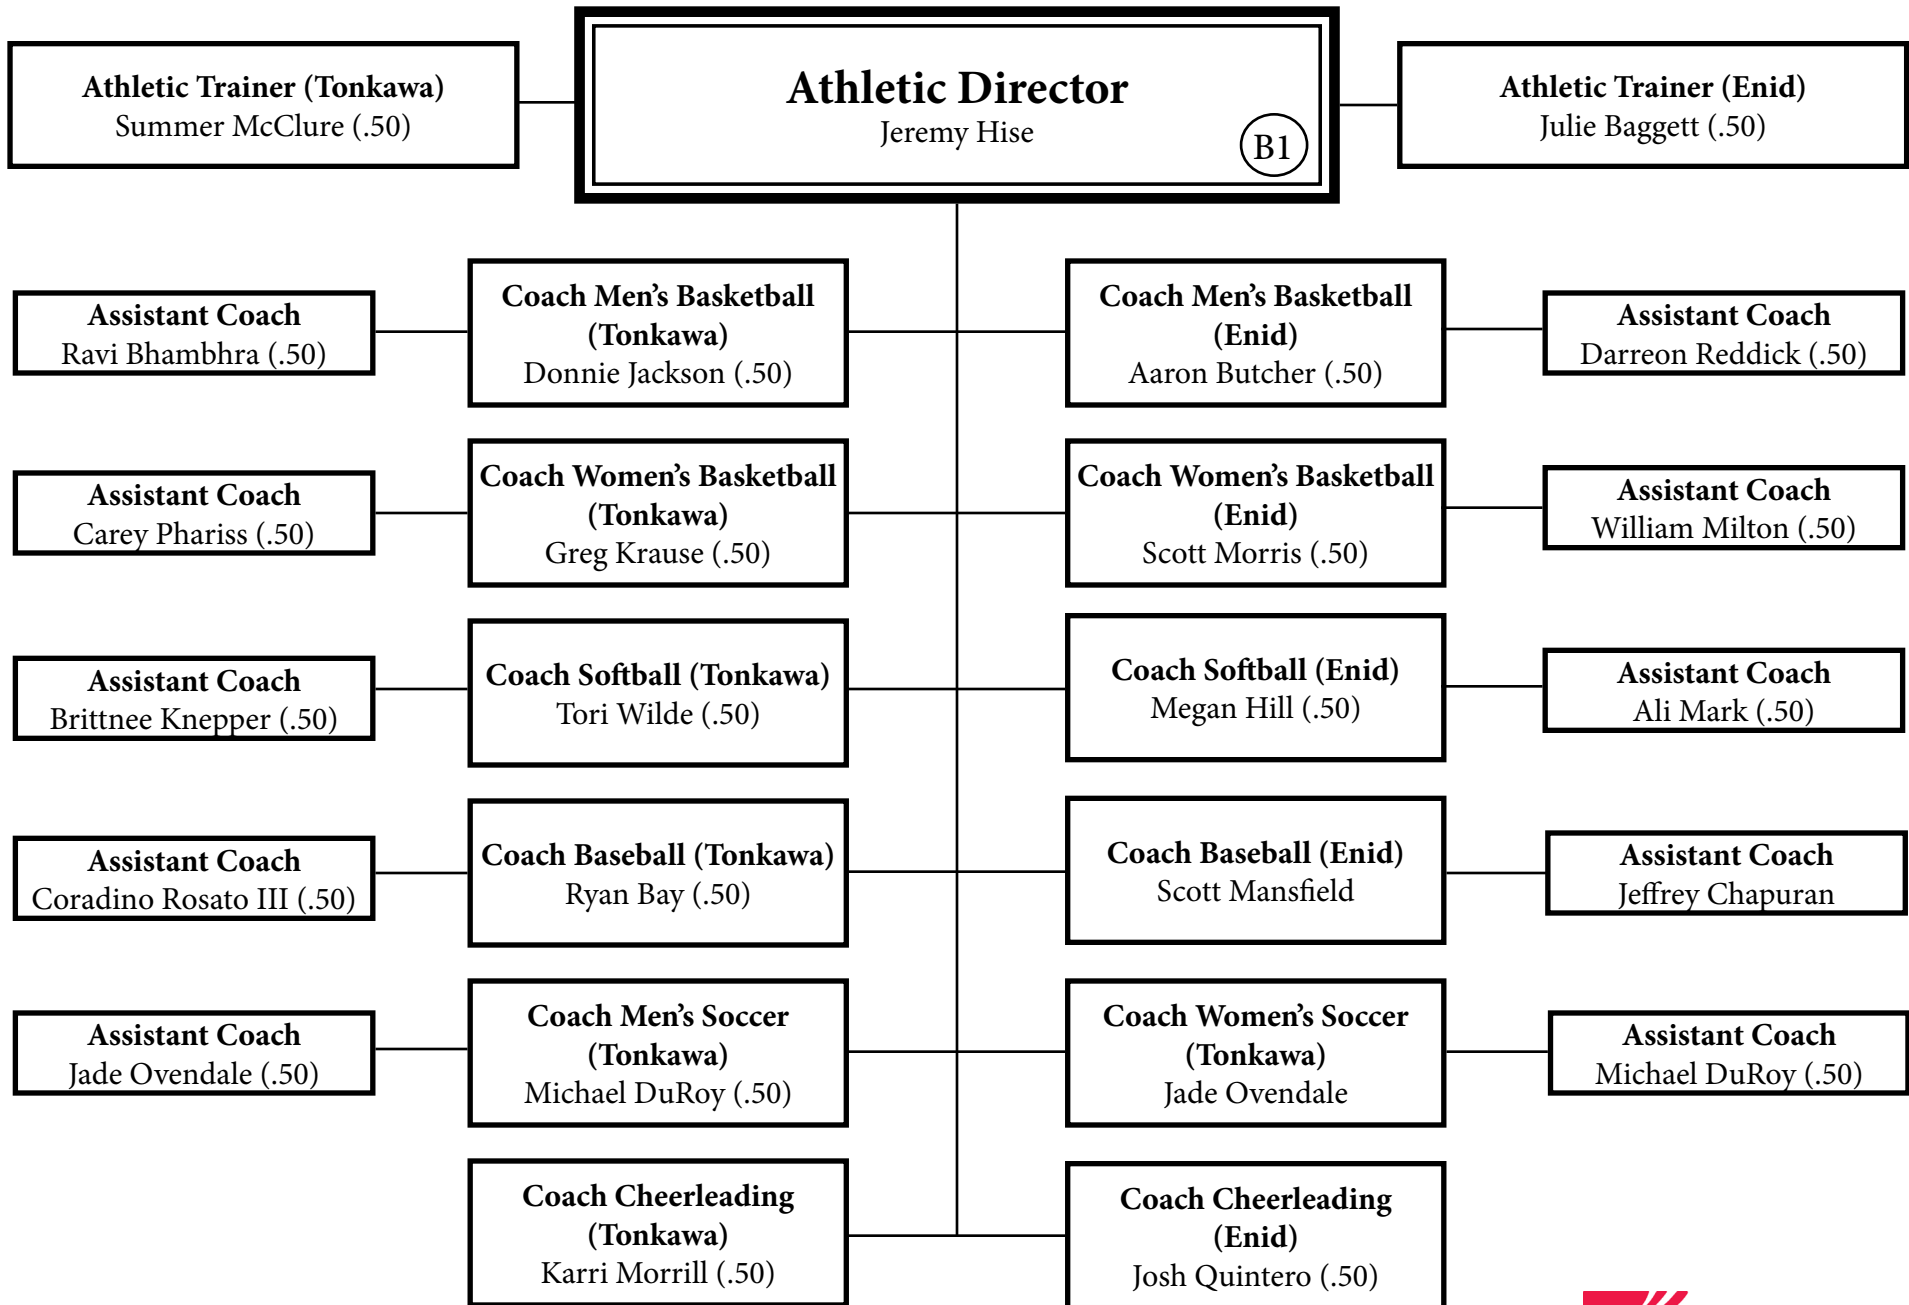 Athletic Trainer (Tonkawa)
Summer McClure (.50)
Athletic Director
Jeremy Hise
B1
Athletic Trainer (Enid)
Julie Baggett (.50)
Assistant Coach
Ravi Bhambhra (.50)
Coach Men's Basketball
(Tonkawa)
Donnie Jackson (.50)
Coach Men's Basketball
(Enid)
Aaron Butcher (.50)
Assistant Coach
Darreon Reddick (.50)
Assistant Coach
Carey Phariss (.50)
Coach Women's Basketball
(Tonkawa)
Greg Krause (.50)
Coach Women's Basketball
(Enid)
Scott Morris (.50)
Assistant Coach
William Milton (.50)
Assistant Coach
Brittnee Knepper (.50)
Coach Softball (Tonkawa)
Tori Wilde (.50)
Coach Softball (Enid)
Megan Hill (.50)
Assistant Coach
Ali Mark (.50)
Assistant Coach
Coradino Rosato III (.50)
Coach Baseball (Tonkawa)
Ryan Bay (.50)
Coach Baseball (Enid)
Scott Mansfield
Assistant Coach
Jeffrey Chapuran
Assistant Coach
Jade Ovendale (.50)
Coach Men's Soccer
(Tonkawa)
Michael DuRoy (.50)
Coach Women's Soccer
(Tonkawa)
Jade Ovendale
Assistant Coach
Michael DuRoy (.50)
Coach Cheerleading
(Tonkawa)
Karri Morrill (.50)
Coach Cheerleading
(Enid)
Josh Quintero (.50)